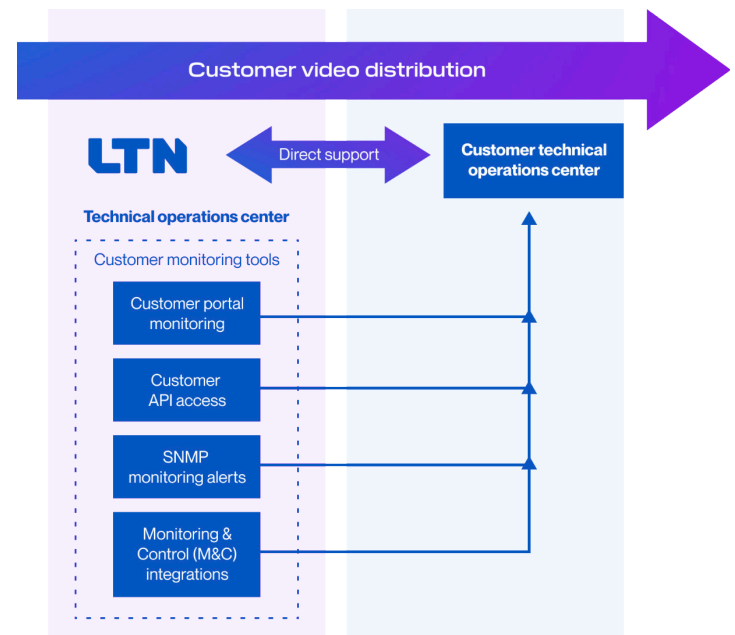 Customer video distribution
LTN
Direct support
Customer technical
operations center
Technical operations center
Customer monitoring tools
Customer portal
monitoring
Customer
API access
SNMP
monitoring alerts
Monitoring &
Control (M&C)
integrations